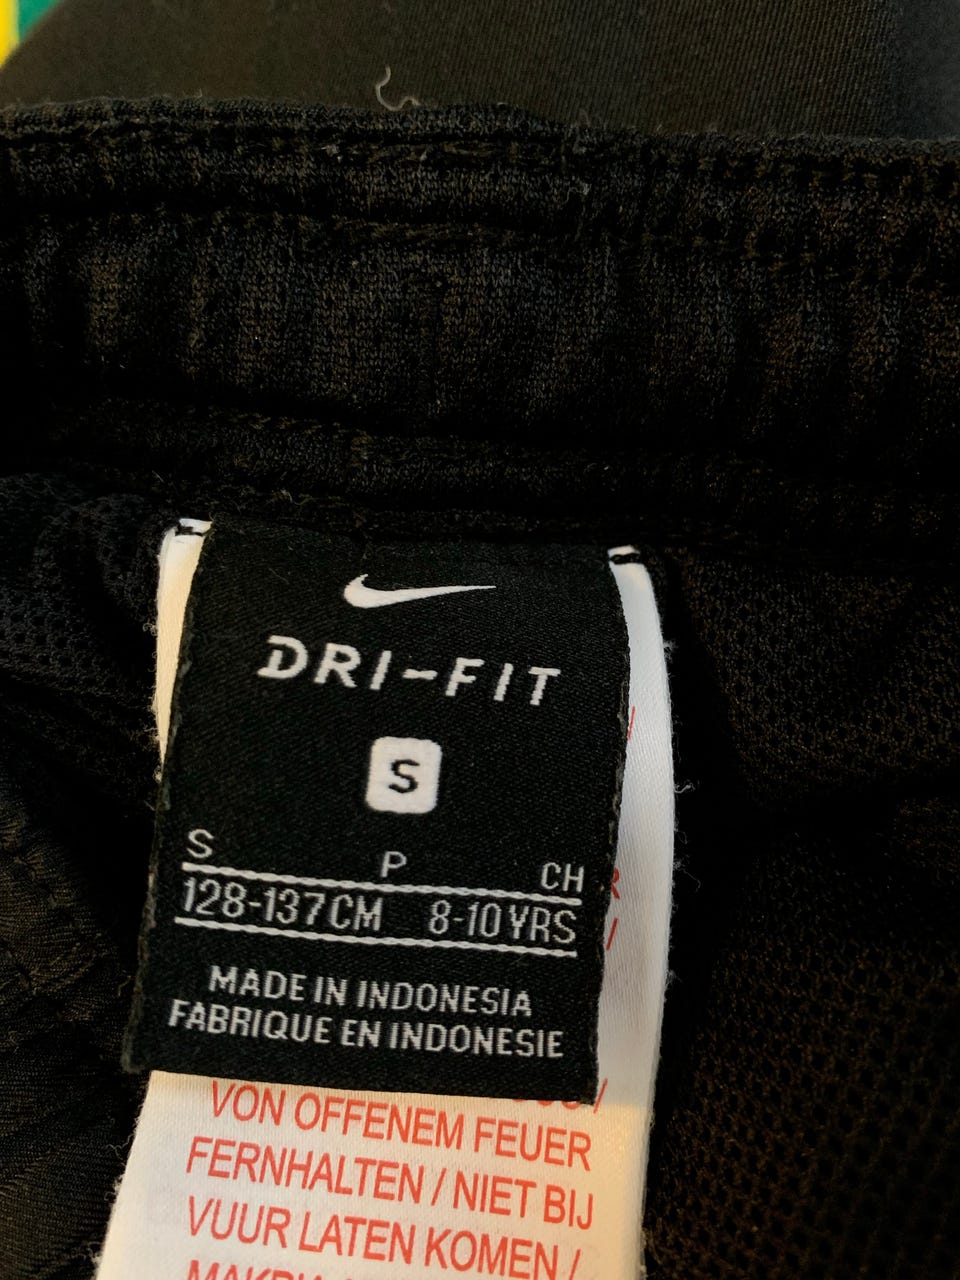 DRI-FIT
S
S P CH
128-137CM 8-10YRS
MADE IN INDONESIA
FABRIQUE EN INDONESIE
VON OFFENEM FEUER
FERNHALTEN / NIET BIJ
VUUR LATEN KOMEN /